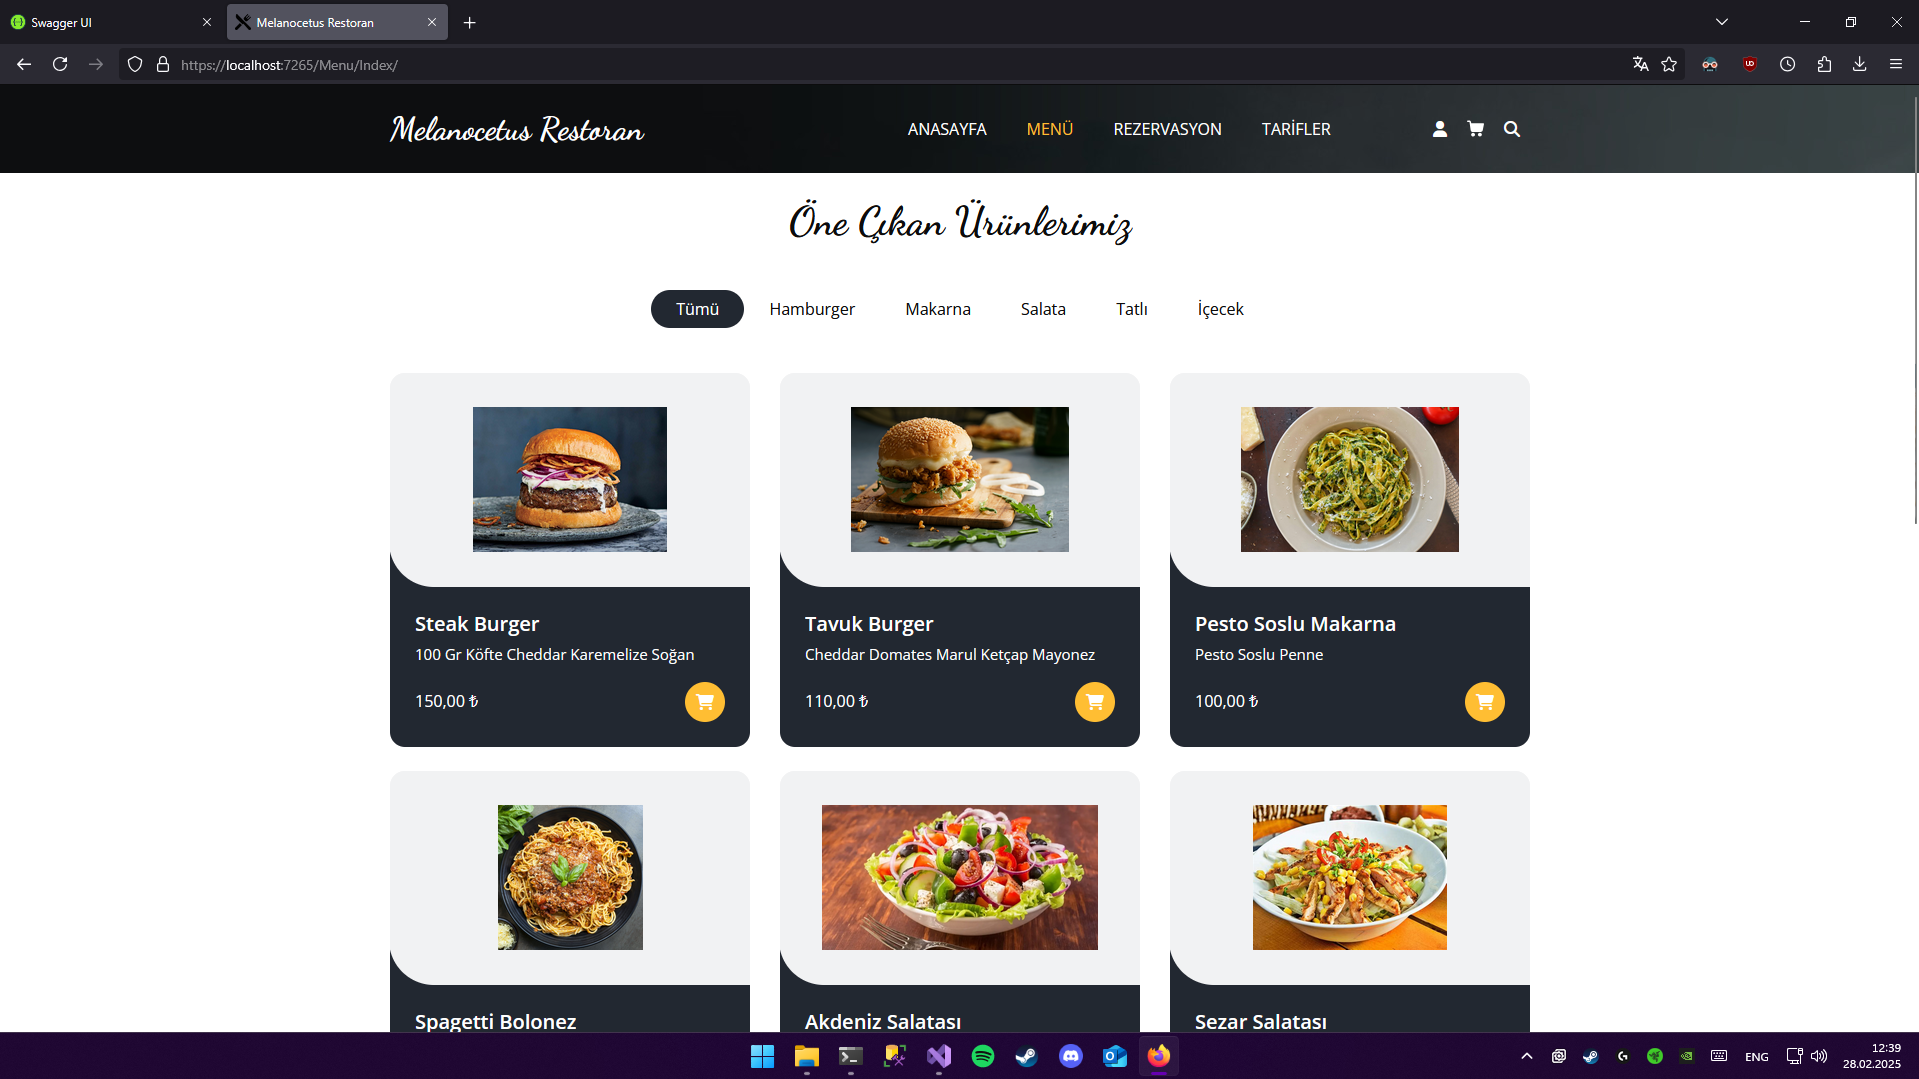 Swagger UI
Melanocetus Restoran
https://localhost:7265/Menu/Index/
Melanocetus Restoran
ANASAYFA
MENÜ
REZERVASYON
TARİFLER
Öne Çıkan Ürünlerimiz
Tümü
Hamburger
Makarna
Salata
Tatlı
İçecek
Steak Burger
100 Gr Köfte Cheddar Karemelize Soğan
150,00 ₺
Tavuk Burger
Cheddar Domates Marul Ketçap Mayonez
110,00 ₺
Pesto Soslu Makarna
Pesto Soslu Penne
100,00 ₺
Spagetti Bolonez
Akdeniz Salatası
Sezar Salatası
ENG
12:39
28.02.2025